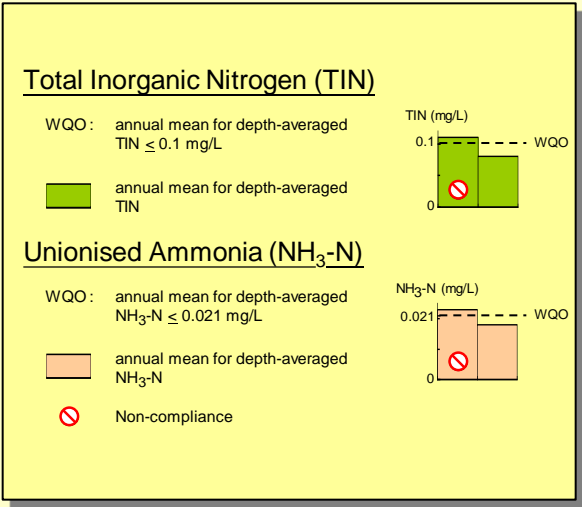 Total Inorganic Nitrogen (TIN)
WQO : annual mean for depth-averaged
TIN ≤ 0.1 mg/L
annual mean for depth-averaged
TIN
TIN (mg/L)
0.1
WQO
0
Unionised Ammonia (NH₃-N)
WQO : annual mean for depth-averaged
NH₃-N ≤ 0.021 mg/L
annual mean for depth-averaged
NH₃-N
Non-compliance
NH₃-N (mg/L)
0.021
WQO
0